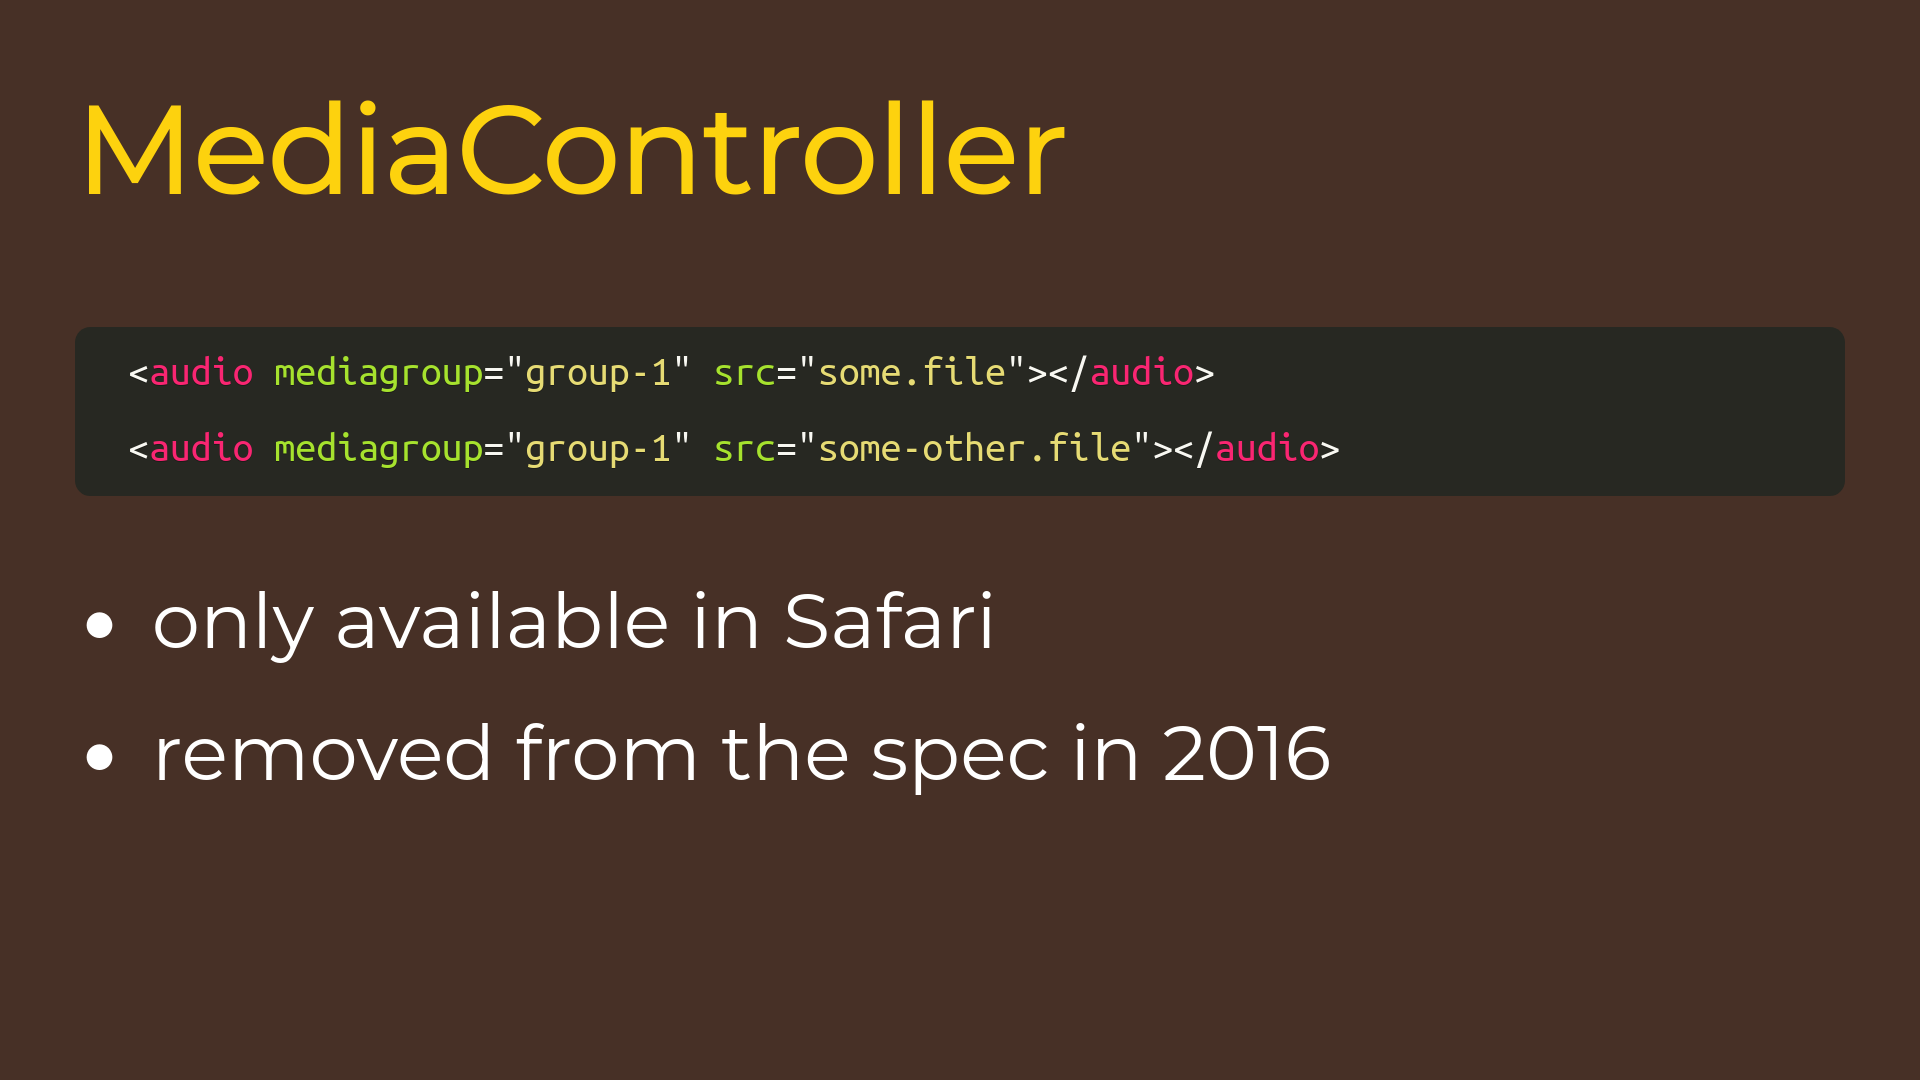 MediaController
<audio mediagroup="group-1" src="some.file"></audio>
<audio mediagroup="group-1" src="some-other.file"></audio>
• only available in Safari
• removed from the spec in 2016